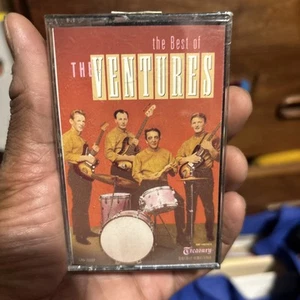 the Best of
THE VENTURES
Treasury